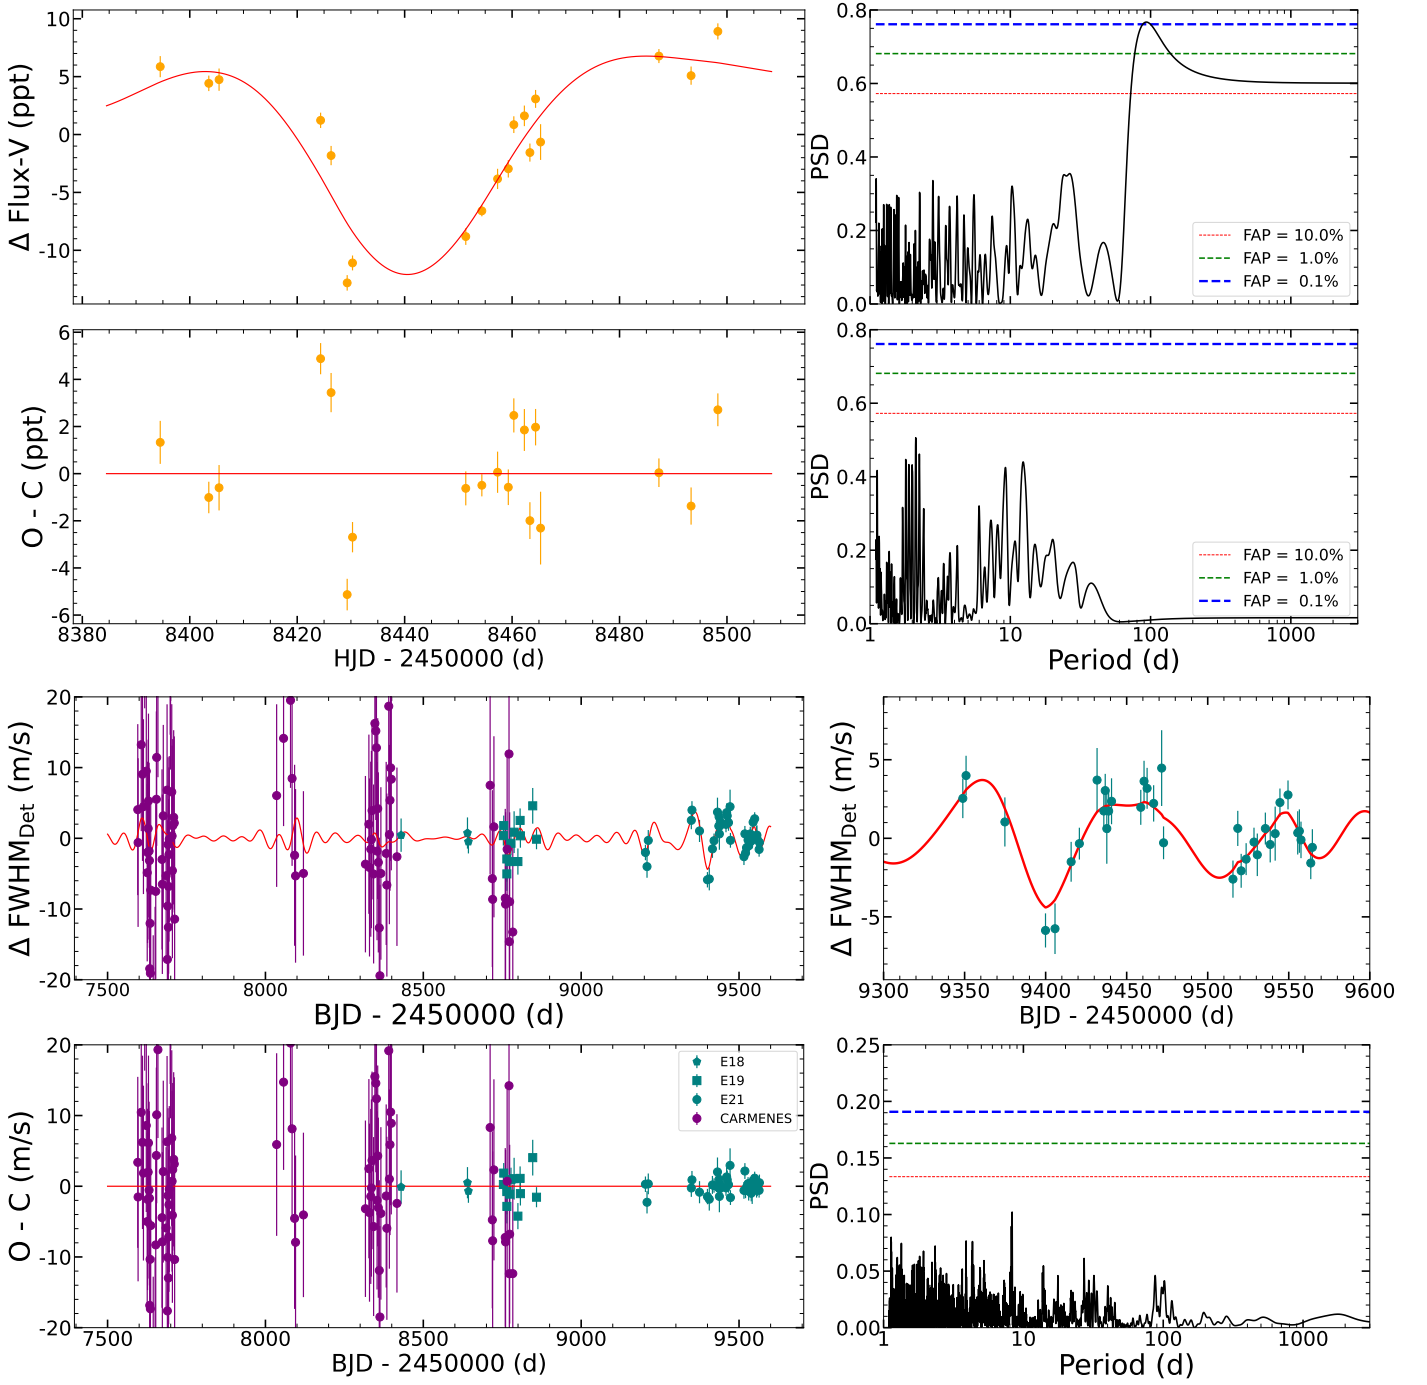 10
5
0
-5
-10
Δ Flux-V (ppt)
0.8
0.6
0.4
0.2
0.0
PSD
FAP = 10.0%
FAP = 1.0%
FAP = 0.1%
6
4
2
0
-2
-4
-6
O - C (ppt)
8380 8400 8420 8440 8460 8480 8500
HJD - 2450000 (d)
0.8
0.6
0.4
0.2
0.0
PSD
FAP = 10.0%
FAP = 1.0%
FAP = 0.1%
1 10 100 1000
Period (d)
20
10
0
-10
-20
Δ FWHM_Det (m/s)
7500 8000 8500 9000 9500
BJD - 2450000 (d)
5
0
-5
Δ FWHM_Det (m/s)
9300 9350 9400 9450 9500 9550 9600
BJD - 2450000 (d)
20
10
0
-10
-20
O - C (m/s)
E18
E19
E21
CARMENES
7500 8000 8500 9000 9500
BJD - 2450000 (d)
0.25
0.20
0.15
0.10
0.05
0.00
PSD
1 10 100 1000
Period (d)